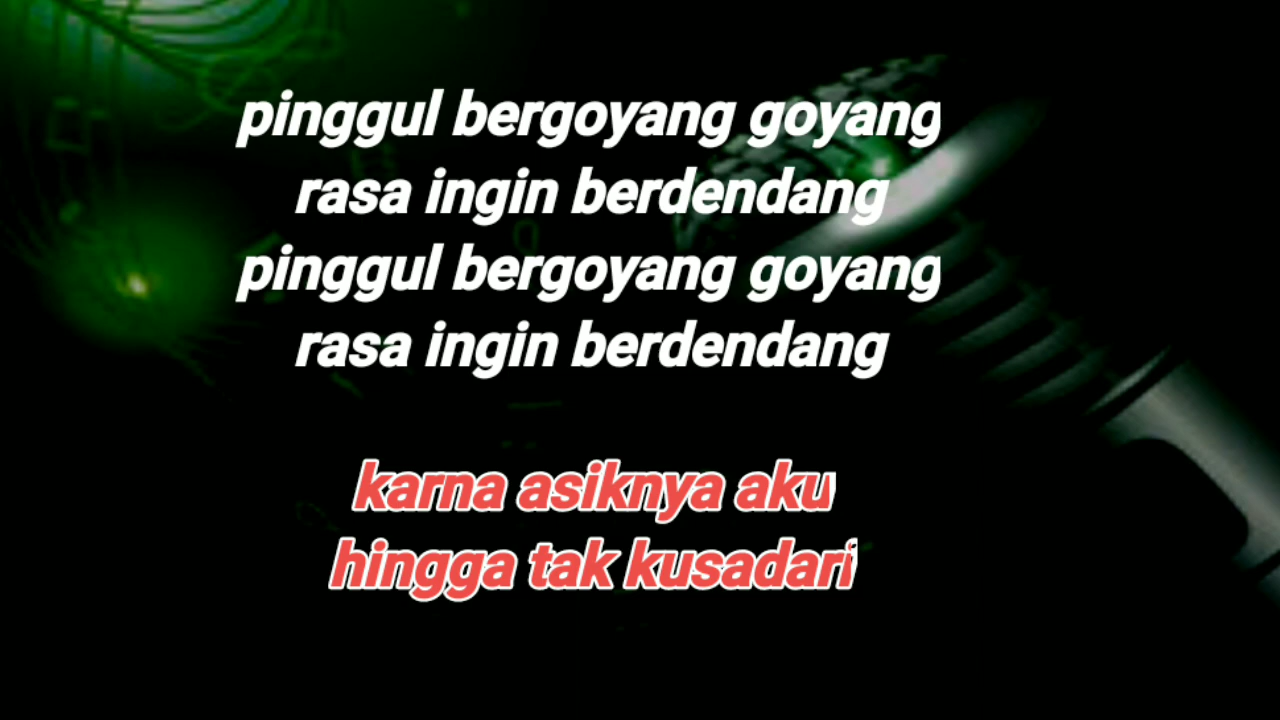 pinggul bergoyang goyang
rasa ingin berdendang
pinggul bergoyang goyang
rasa ingin berdendang
karna asiknya aku
hingga tak kusadari